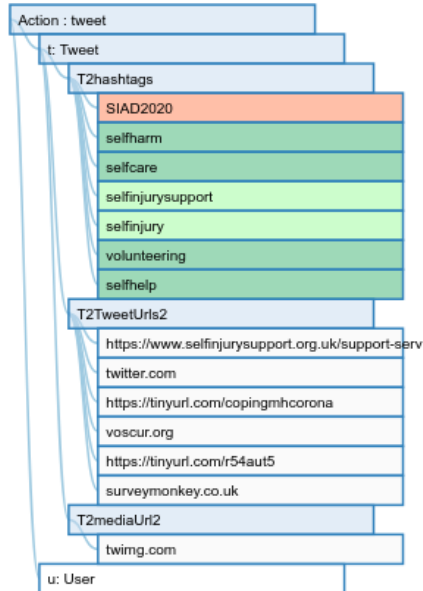 Action : tweet
t: Tweet
T2hashtags
SIAD2020
selfharm
selfcare
selfinjurysupport
selfinjury
volunteering
selfhelp
T2TweetUrls2
https://www.selfinjurysupport.org.uk/support-serv
twitter.com
https://tinyurl.com/copingmhcorona
voscur.org
https://tinyurl.com/r54aut5
surveymonkey.co.uk
T2mediaUrl2
twimg.com
u: User